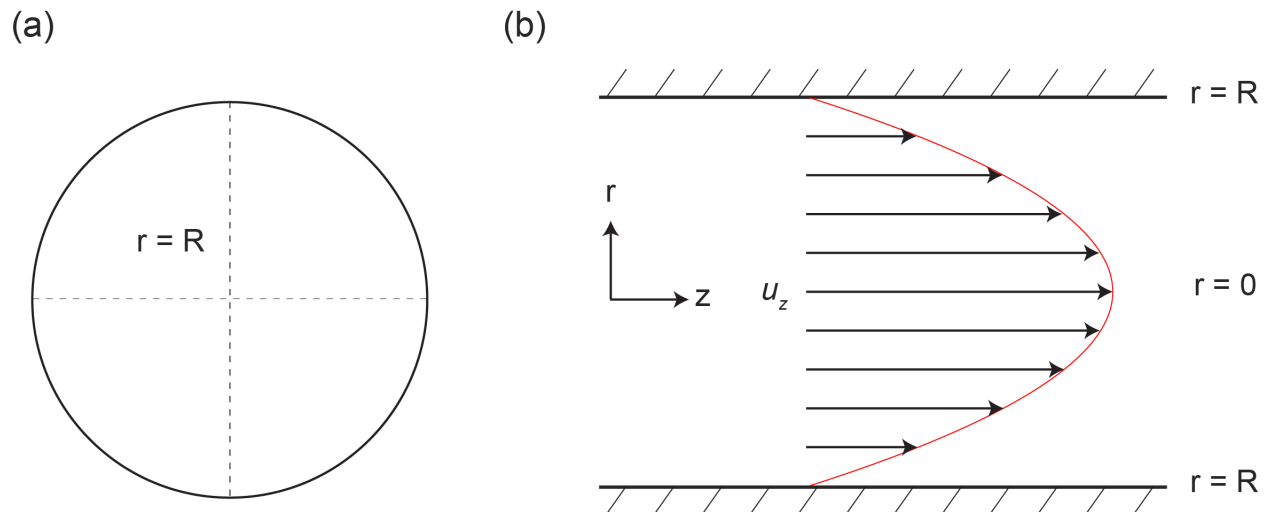 (a)
(b)
r = R
r = R
r
z
u_z
r = 0
r = R